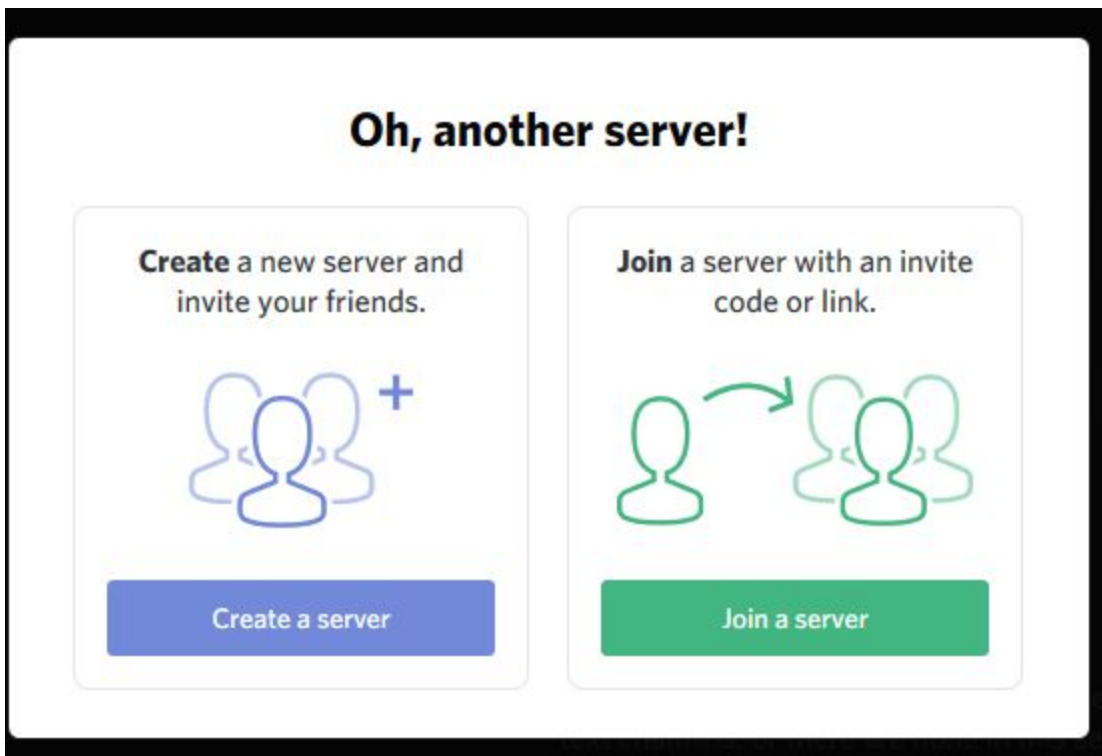 Oh, another server!
Create a new server and
invite your friends.
Create a server
Join a server with an invite
code or link.
Join a server